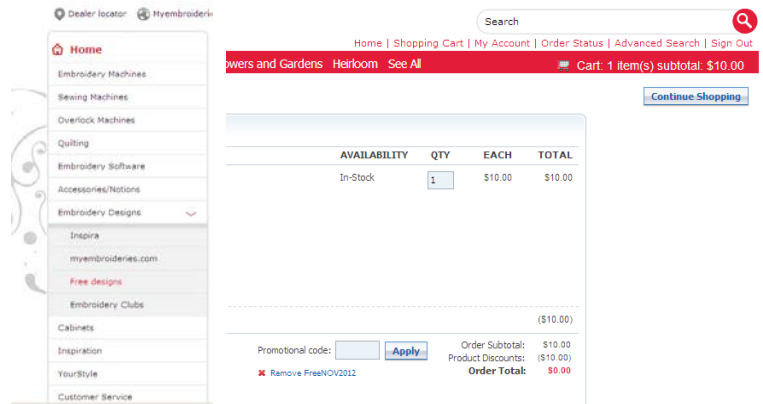 Dealer locator Myembroideri
Search
Home | Shopping Cart | My Account | Order Status | Advanced Search | Sign Out
owers and Gardens Heirloom See All
Cart: 1 item(s) subtotal: $10.00
Continue Shopping
Home
Embroidery Machines
Sewing Machines
Overlock Machines
Quilting
Embroidery Software
Accessories/Notions
Embroidery Designs
Inspira
myembroideries.com
Free designs
Embroidery Clubs
Cabinets
Inspiration
YourStyle
Customer Service
AVAILABILITY QTY EACH TOTAL
In-Stock 1 $10.00 $10.00
($10.00)
Promotional code: Apply
Remove FreeNOV2012
Order Subtotal: $10.00
Product Discounts: ($10.00)
Order Total: $0.00